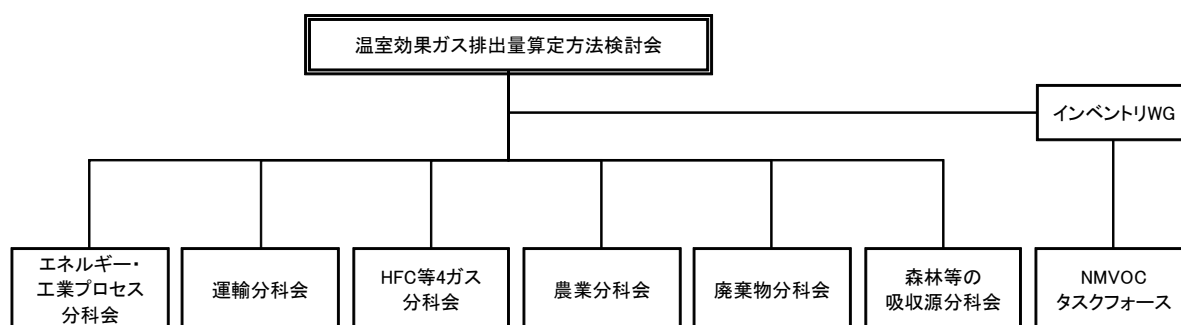 温室効果ガス排出量算定方法検討会
インベントリWG
エネルギー・
工業プロセス
分科会
運輸分科会
HFC等4ガス
分科会
農業分科会
廃棄物分科会
森林等の
吸収源分科会
NMVOC
タスクフォース